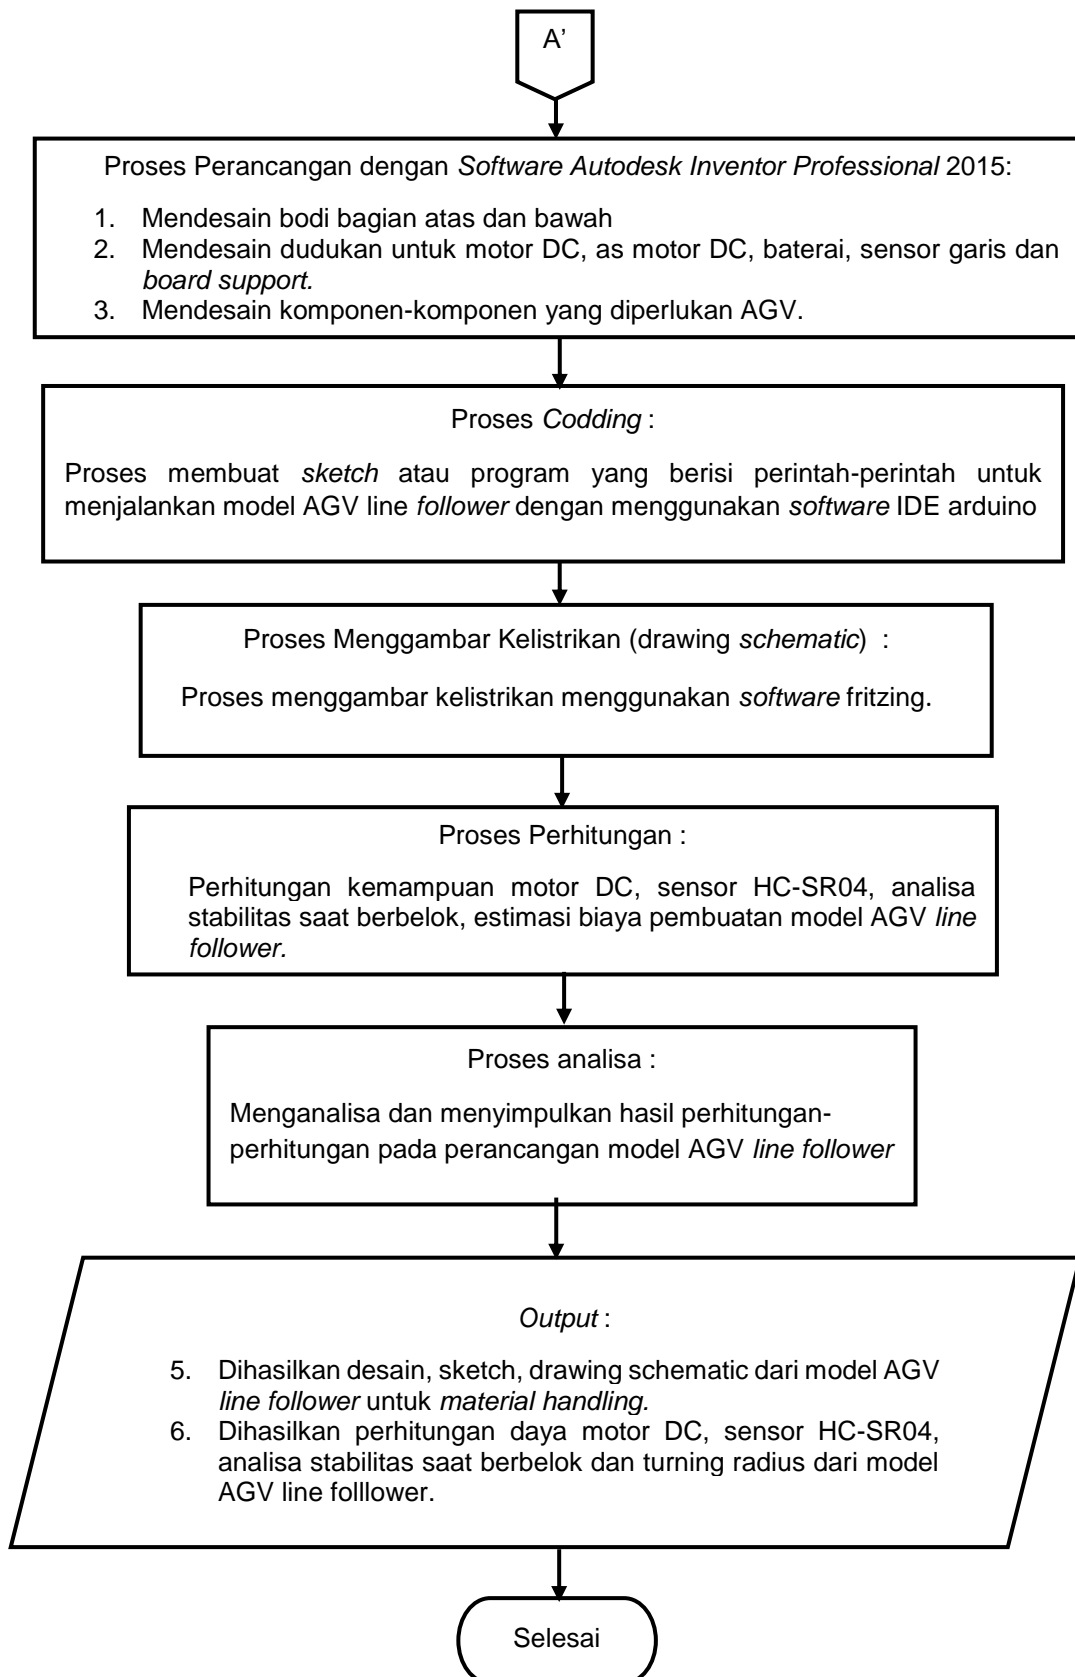 A’
Proses Perancangan dengan Software Autodesk Inventor Professional 2015:
1. Mendesain bodi bagian atas dan bawah
2. Mendesain dudukan untuk motor DC, as motor DC, baterai, sensor garis dan
board support.
3. Mendesain komponen-komponen yang diperlukan AGV.
Proses Codding :
Proses membuat sketch atau program yang berisi perintah-perintah untuk
menjalankan model AGV line follower dengan menggunakan software IDE arduino
Proses Menggambar Kelistrikan (drawing schematic) :
Proses menggambar kelistrikan menggunakan software fritzing.
Proses Perhitungan :
Perhitungan kemampuan motor DC, sensor HC-SR04, analisa
stabilitas saat berbelok, estimasi biaya pembuatan model AGV line
follower.
Proses analisa :
Menganalisa dan menyimpulkan hasil perhitungan-
perhitungan pada perancangan model AGV line follower
Output :
5. Dihasilkan desain, sketch, drawing schematic dari model AGV
line follower untuk material handling.
6. Dihasilkan perhitungan daya motor DC, sensor HC-SR04,
analisa stabilitas saat berbelok dan turning radius dari model
AGV line folllower.
Selesai